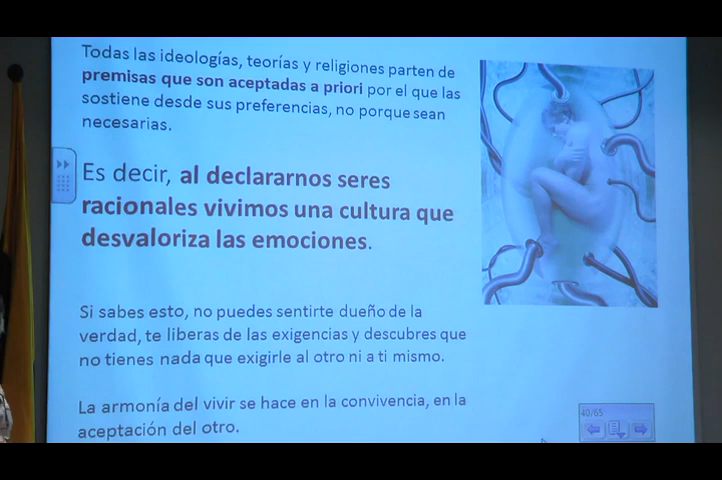 Todas las ideologías, teorías y religiones parten de
premisas que son aceptadas a priori por el que las
sostiene desde sus preferencias, no porque sean
necesarias.
Es decir, al declararnos seres
racionales vivimos una cultura que
desvaloriza las emociones.
Si sabes esto, no puedes sentirte dueño de la
verdad, te liberas de las exigencias y descubres que
no tienes nada que exigirle al otro ni a ti mismo.
La armonía del vivir se hace en la convivencia, en la
aceptación del otro.
40/65